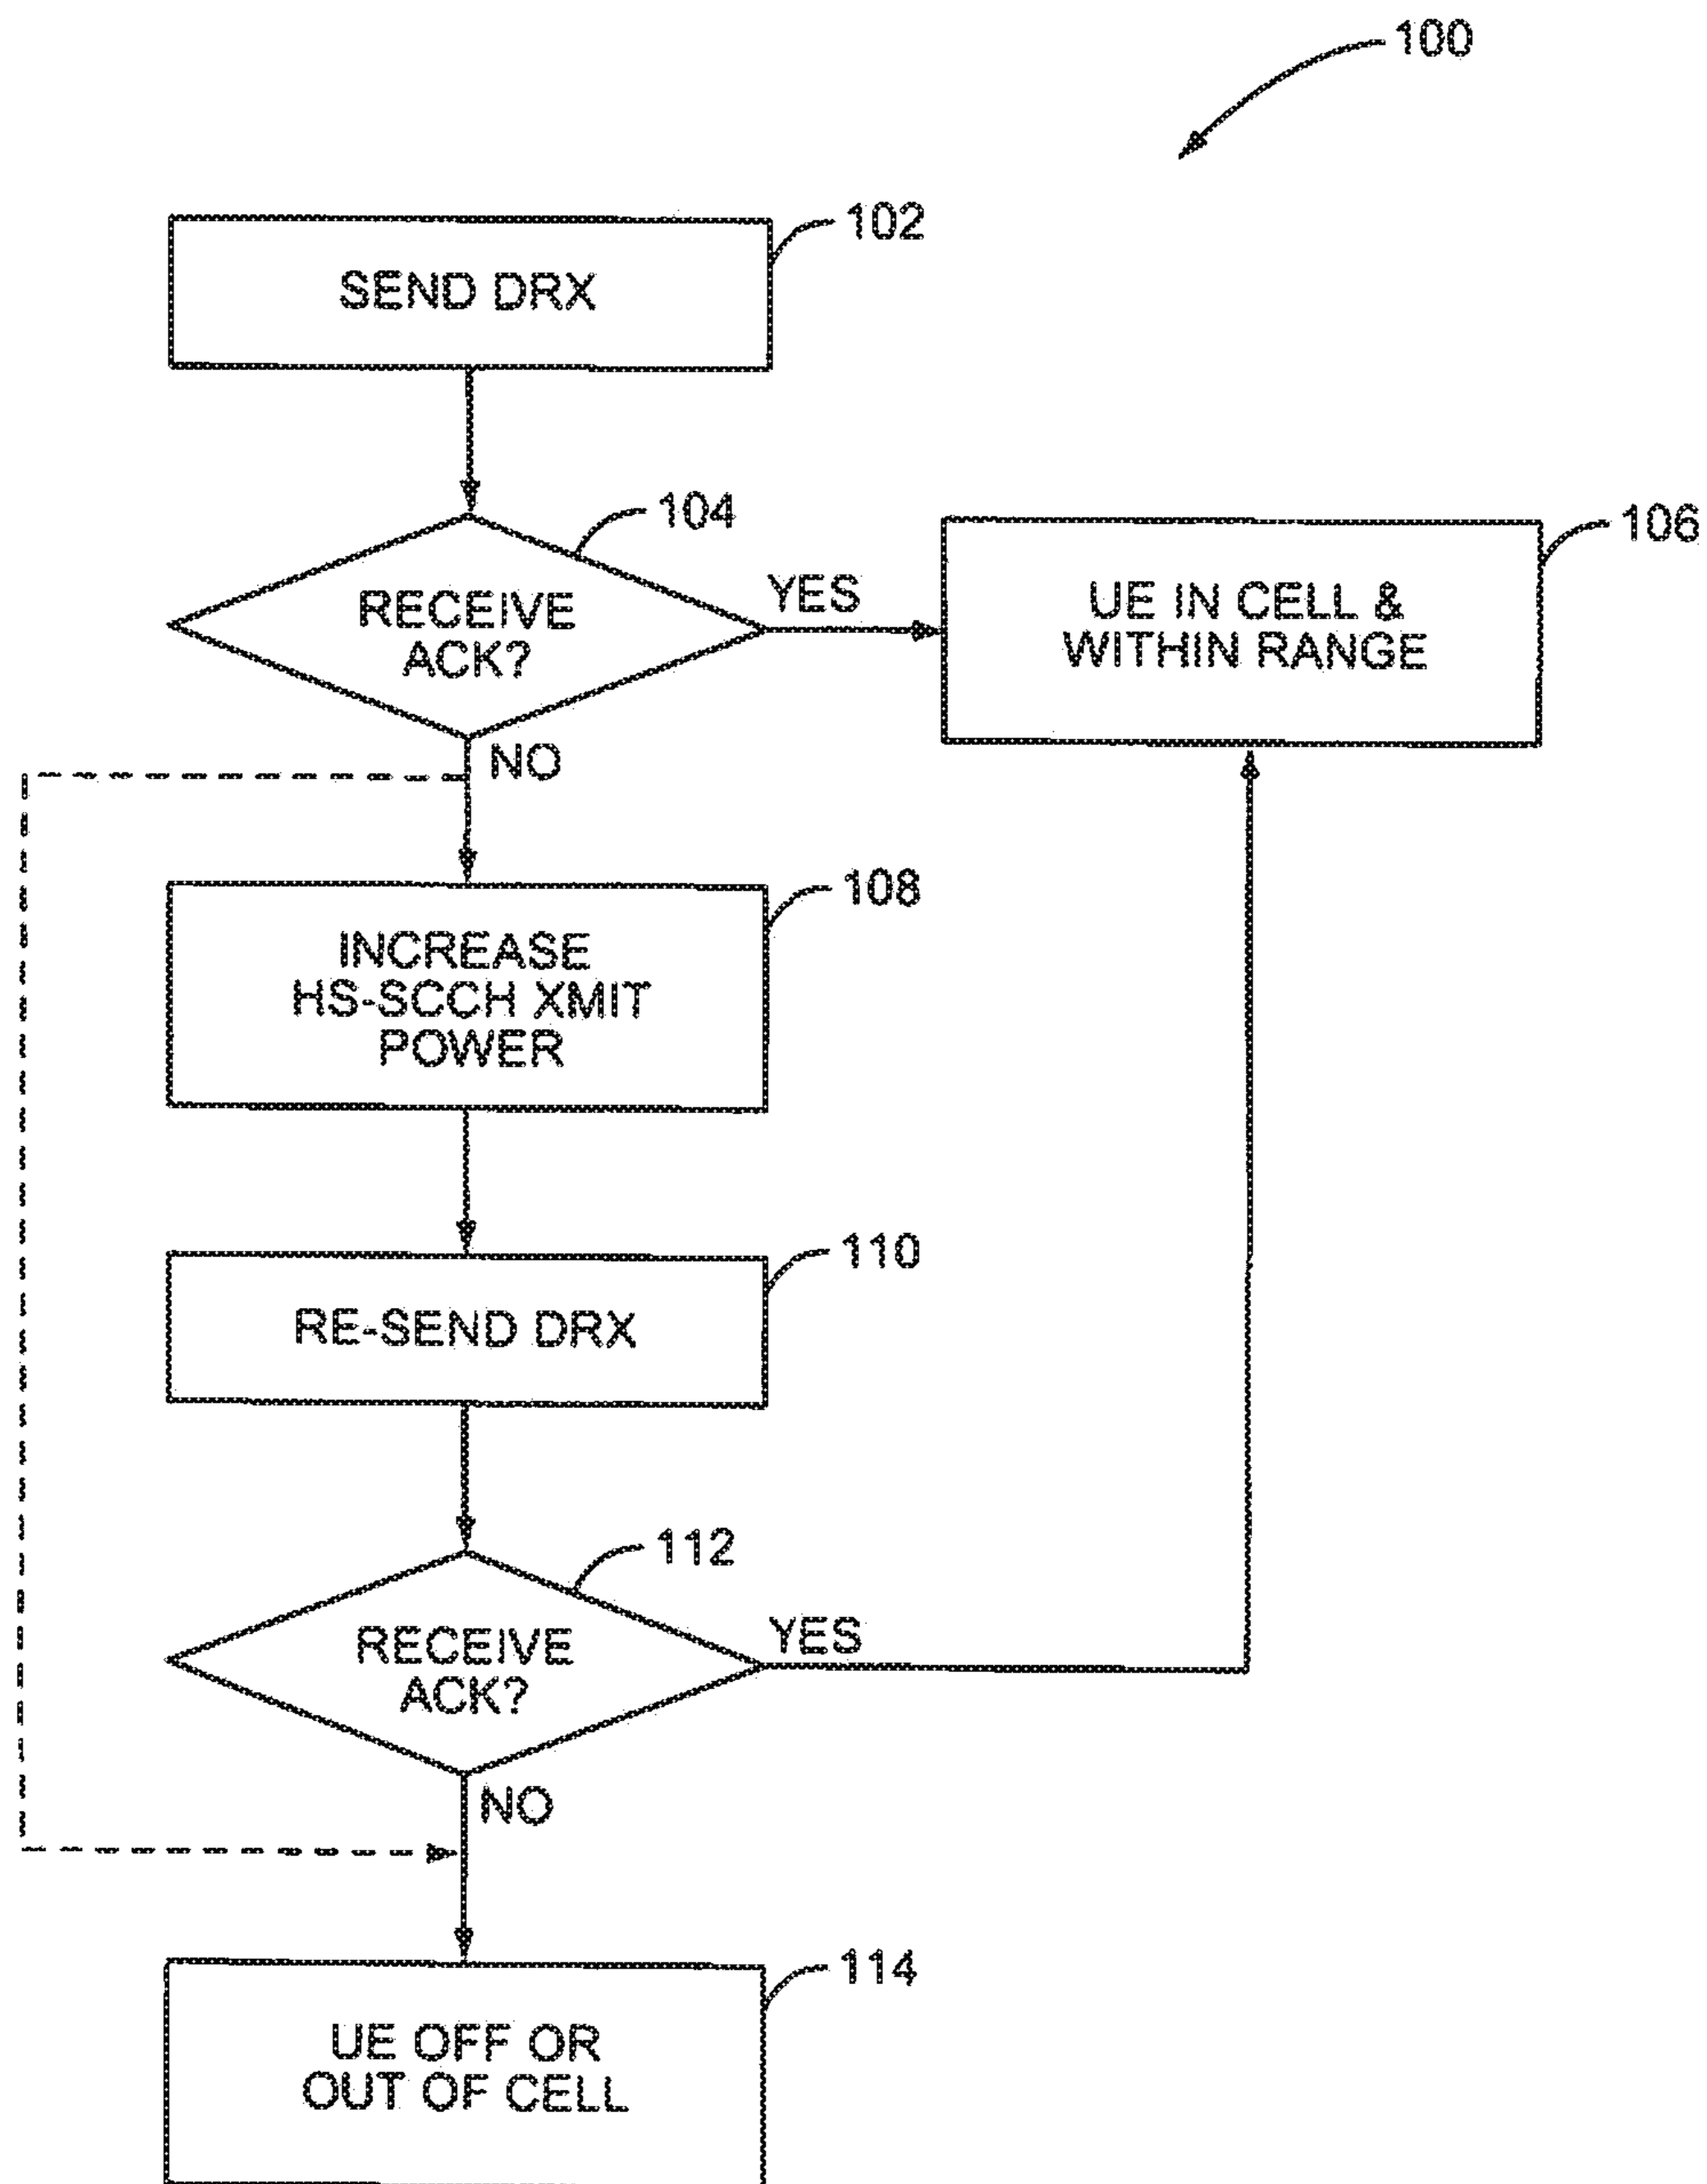 100
102
SEND DRX
104
RECEIVE
ACK?
YES
106
UE IN CELL &
WITHIN RANGE
NO
108
INCREASE
HS-SCCH XMIT
POWER
110
RE-SEND DRX
112
RECEIVE
ACK?
YES
NO
114
UE OFF OR
OUT OF CELL